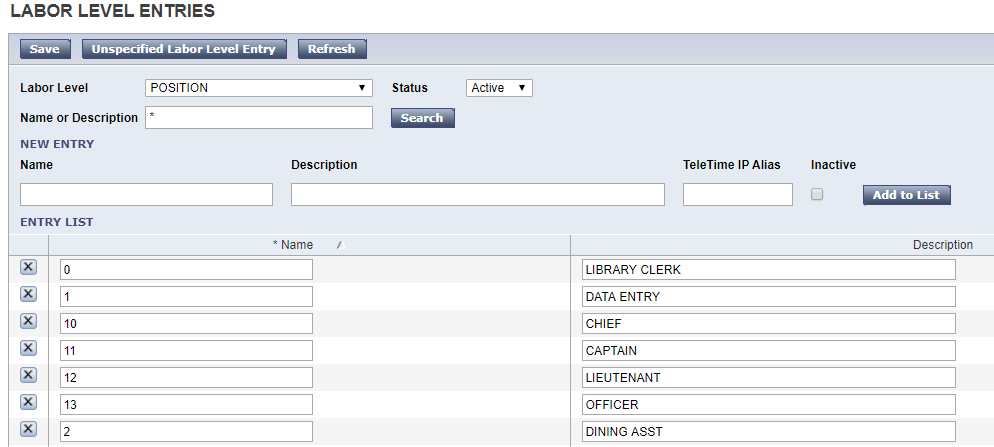 LABOR LEVEL ENTRIES
Save Unspecified Labor Level Entry Refresh
Labor Level POSITION Status Active
Name or Description * Search
NEW ENTRY
Name Description TeleTime IP Alias Inactive
Add to List
ENTRY LIST
* Name Description
0 LIBRARY CLERK
1 DATA ENTRY
10 CHIEF
11 CAPTAIN
12 LIEUTENANT
13 OFFICER
2 DINING ASST